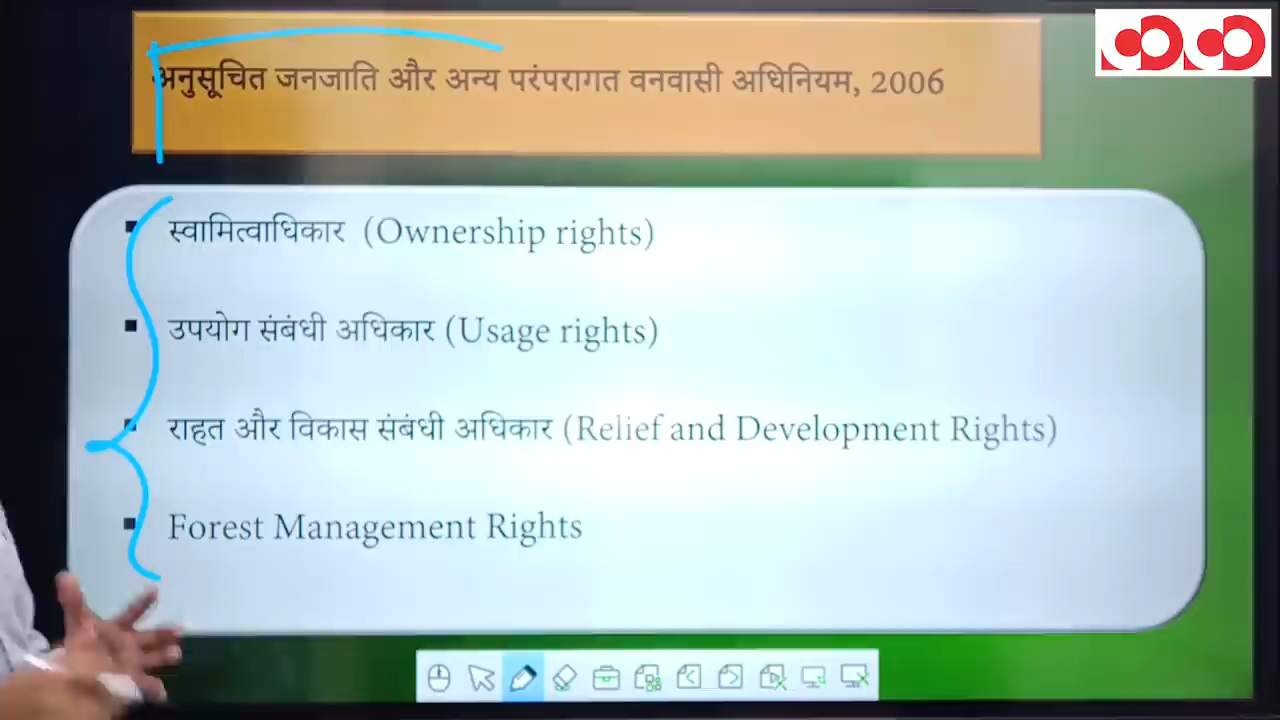 अनुसूचित जनजाति और अन्य परंपरागत वनवासी अधिनियम, 2006
स्वामित्वाधिकार (Ownership rights)
उपयोग संबंधी अधिकार (Usage rights)
राहत और विकास संबंधी अधिकार (Relief and Development Rights)
Forest Management Rights